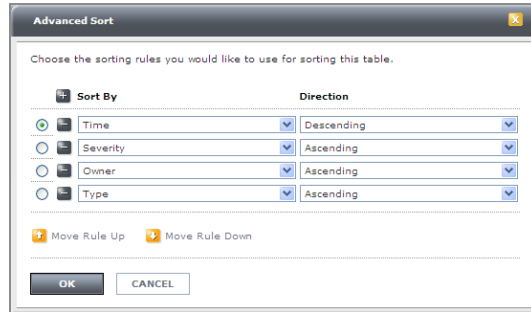 Advanced Sort
Choose the sorting rules you would like to use for sorting this table.
Sort By Direction
Time Descending
Severity Ascending
Owner Ascending
Type Ascending
Move Rule Up Move Rule Down
OK CANCEL